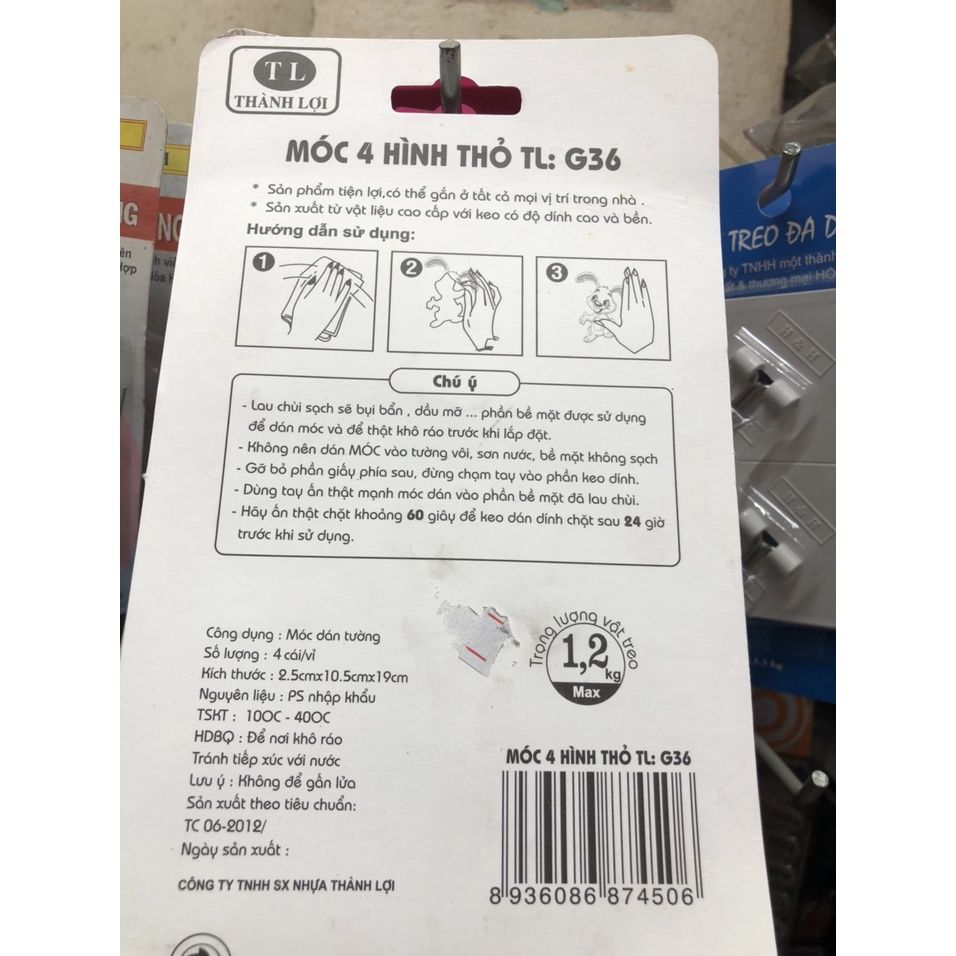 TL
THÀNH LỢI
MÓC 4 HÌNH THỎ TL: G36
* Sản phẩm tiện lợi,có thể gắn ở tất cả mọi vị trí trong nhà .
* Sản xuất từ vật liệu cao cấp với keo có độ dính cao và bền.
Hướng dẫn sử dụng:
1
2
3
Chú ý
- Lau chùi sạch sẽ bụi bẩn , dầu mỡ ... phần bề mặt được sử dụng
để dán móc và để thật khô ráo trước khi lắp đặt.
- Không nên dán MÓC vào tường vôi, sơn nước, bề mặt không sạch
- Gỡ bỏ phần giấy phía sau, đừng chạm tay vào phần keo dính.
- Dùng tay ấn thật mạnh móc dán vào phần bề mặt đã lau chùi.
- Hãy ấn thật chặt khoảng 60 giây để keo dán dính chặt sau 24 giờ
trước khi sử dụng.
Công dụng : Móc dán tường
Số lượng : 4 cái/vỉ
Kích thước : 2.5cmx10.5cmx19cm
Nguyên liệu : PS nhập khẩu
TSKT : 10OC - 40OC
HDBQ : Để nơi khô ráo
Tránh tiếp xúc với nước
Lưu ý : Không để gần lửa
Sản xuất theo tiêu chuẩn:
TC 06-2012/
Ngày sản xuất :
CÔNG TY TNHH SX NHỰA THÀNH LỢI
Trọng lượng vật treo
1,2
kg
Max
MÓC 4 HÌNH THỎ TL: G36
8 936086 874506
TREO ĐA
TNHH một thành
& thương mại
H & H
H & H